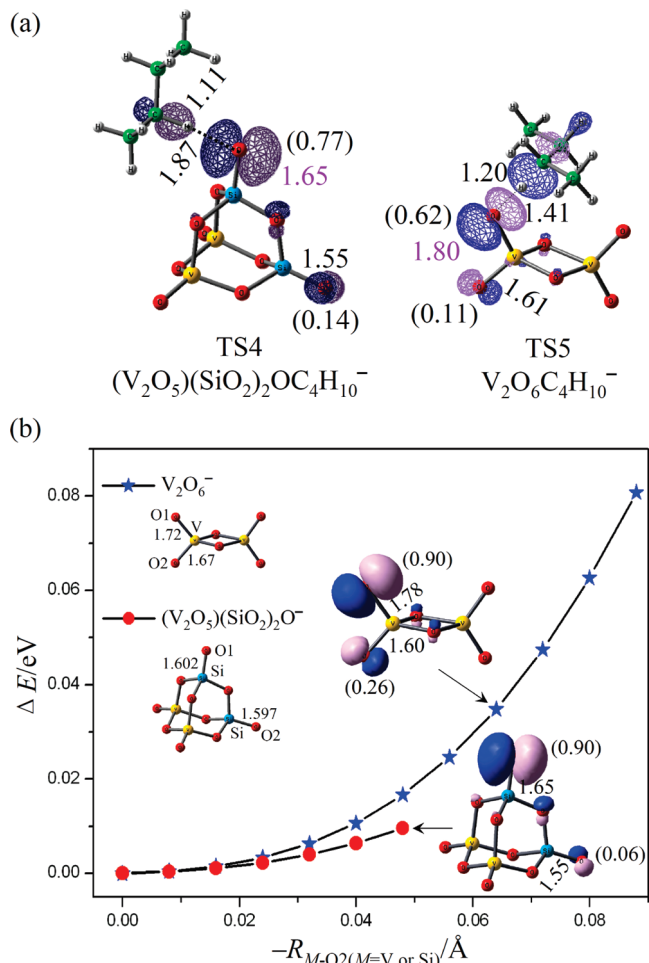 (a)
1.11
1.87
(0.77)
1.65
1.55
(0.14)
TS4
(V₂O₅)(SiO₂)₂OC₄H₁₀⁻
1.20
1.41
(0.62)
1.80
(0.11)
1.61
TS5
V₂O₆C₄H₁₀⁻
(b)
V₂O₆⁻
O1
V
1.72
O2
1.67
(V₂O₅)(SiO₂)₂O⁻
O1
1.602
Si
1.597
Si
O2
(0.90)
1.78
1.60
(0.26)
(0.90)
1.65
(0.06)
1.55
Δ E/eV
0.08
0.06
0.04
0.02
0.00
0.00
0.02
0.04
0.06
0.08
−R_M-O2(M=V or Si)/Å